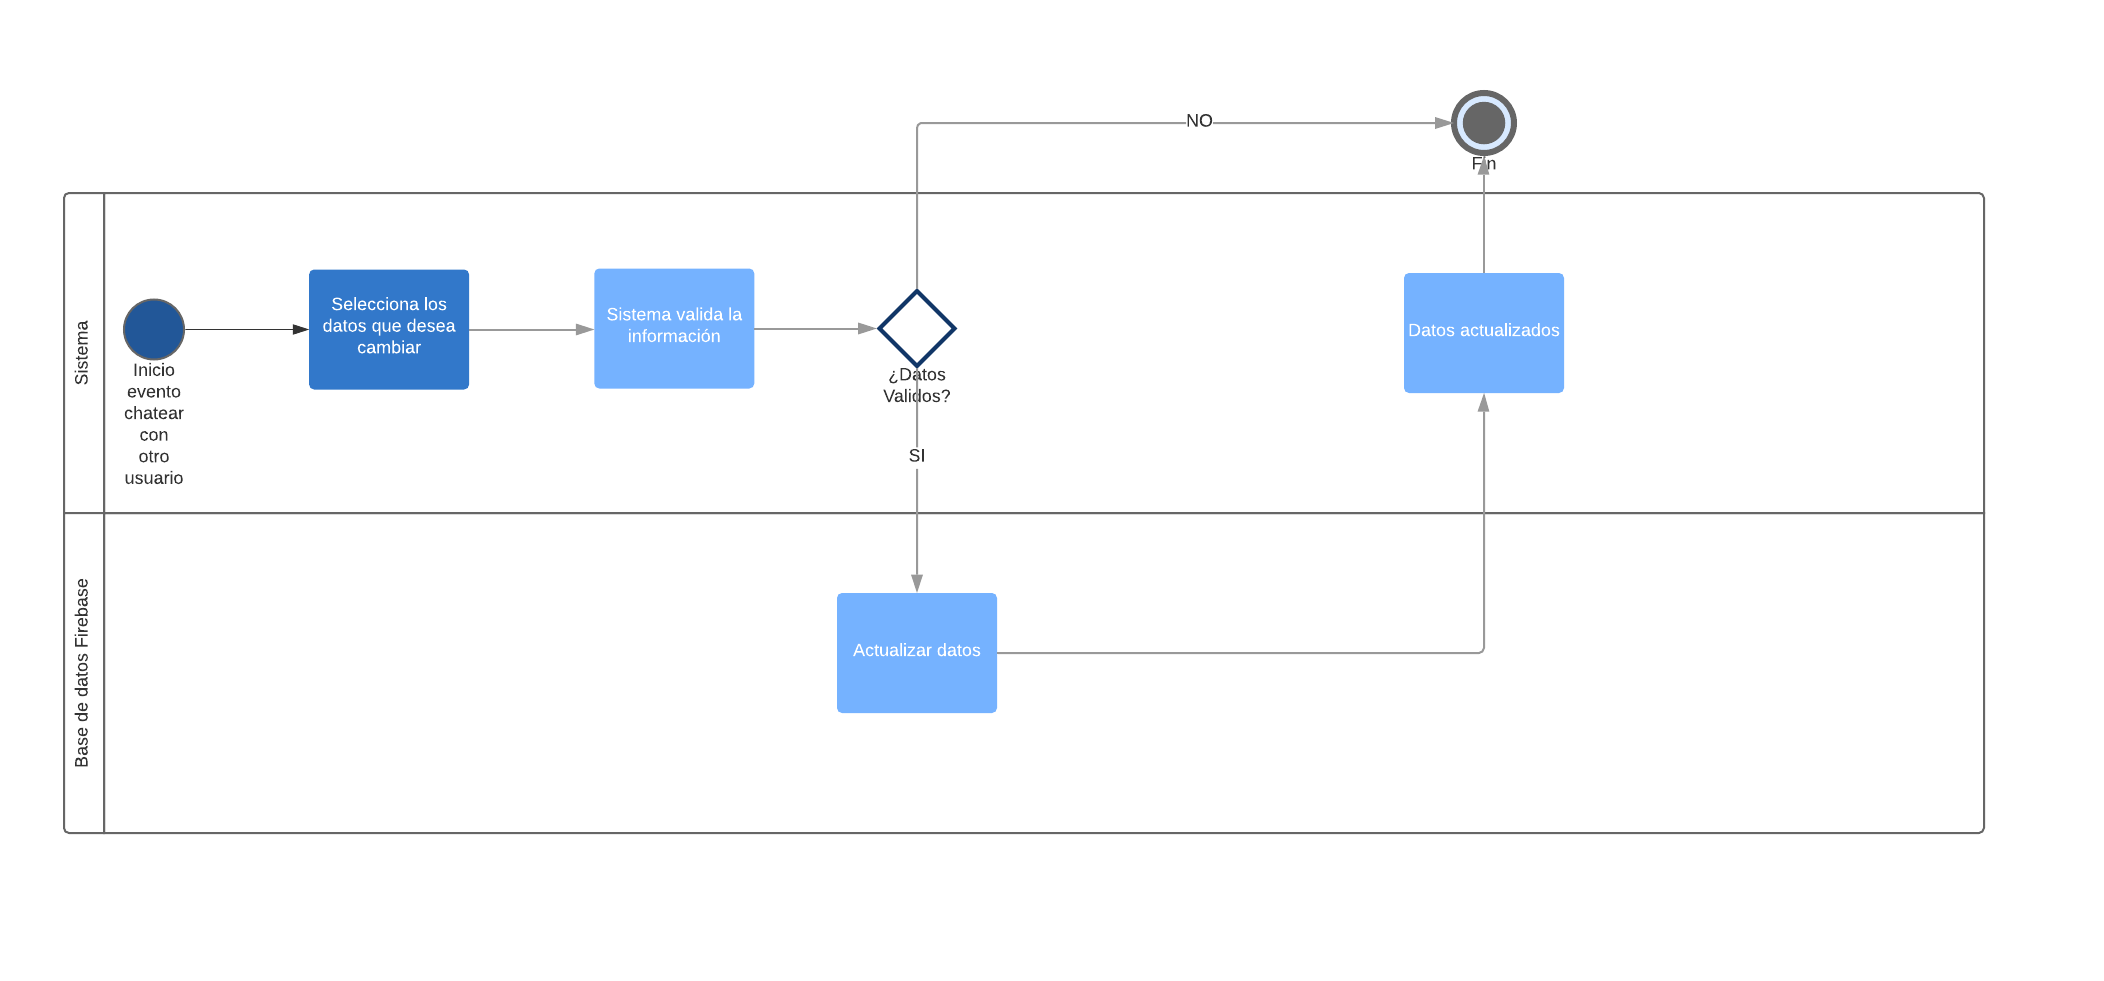 NO
Fin
Sistema
Inicio
evento
chatear
con
otro
usuario
Selecciona los
datos que desea
cambiar
Sistema valida la
información
¿Datos
Validos?
SI
Datos actualizados
Base de datos Firebase
Actualizar datos